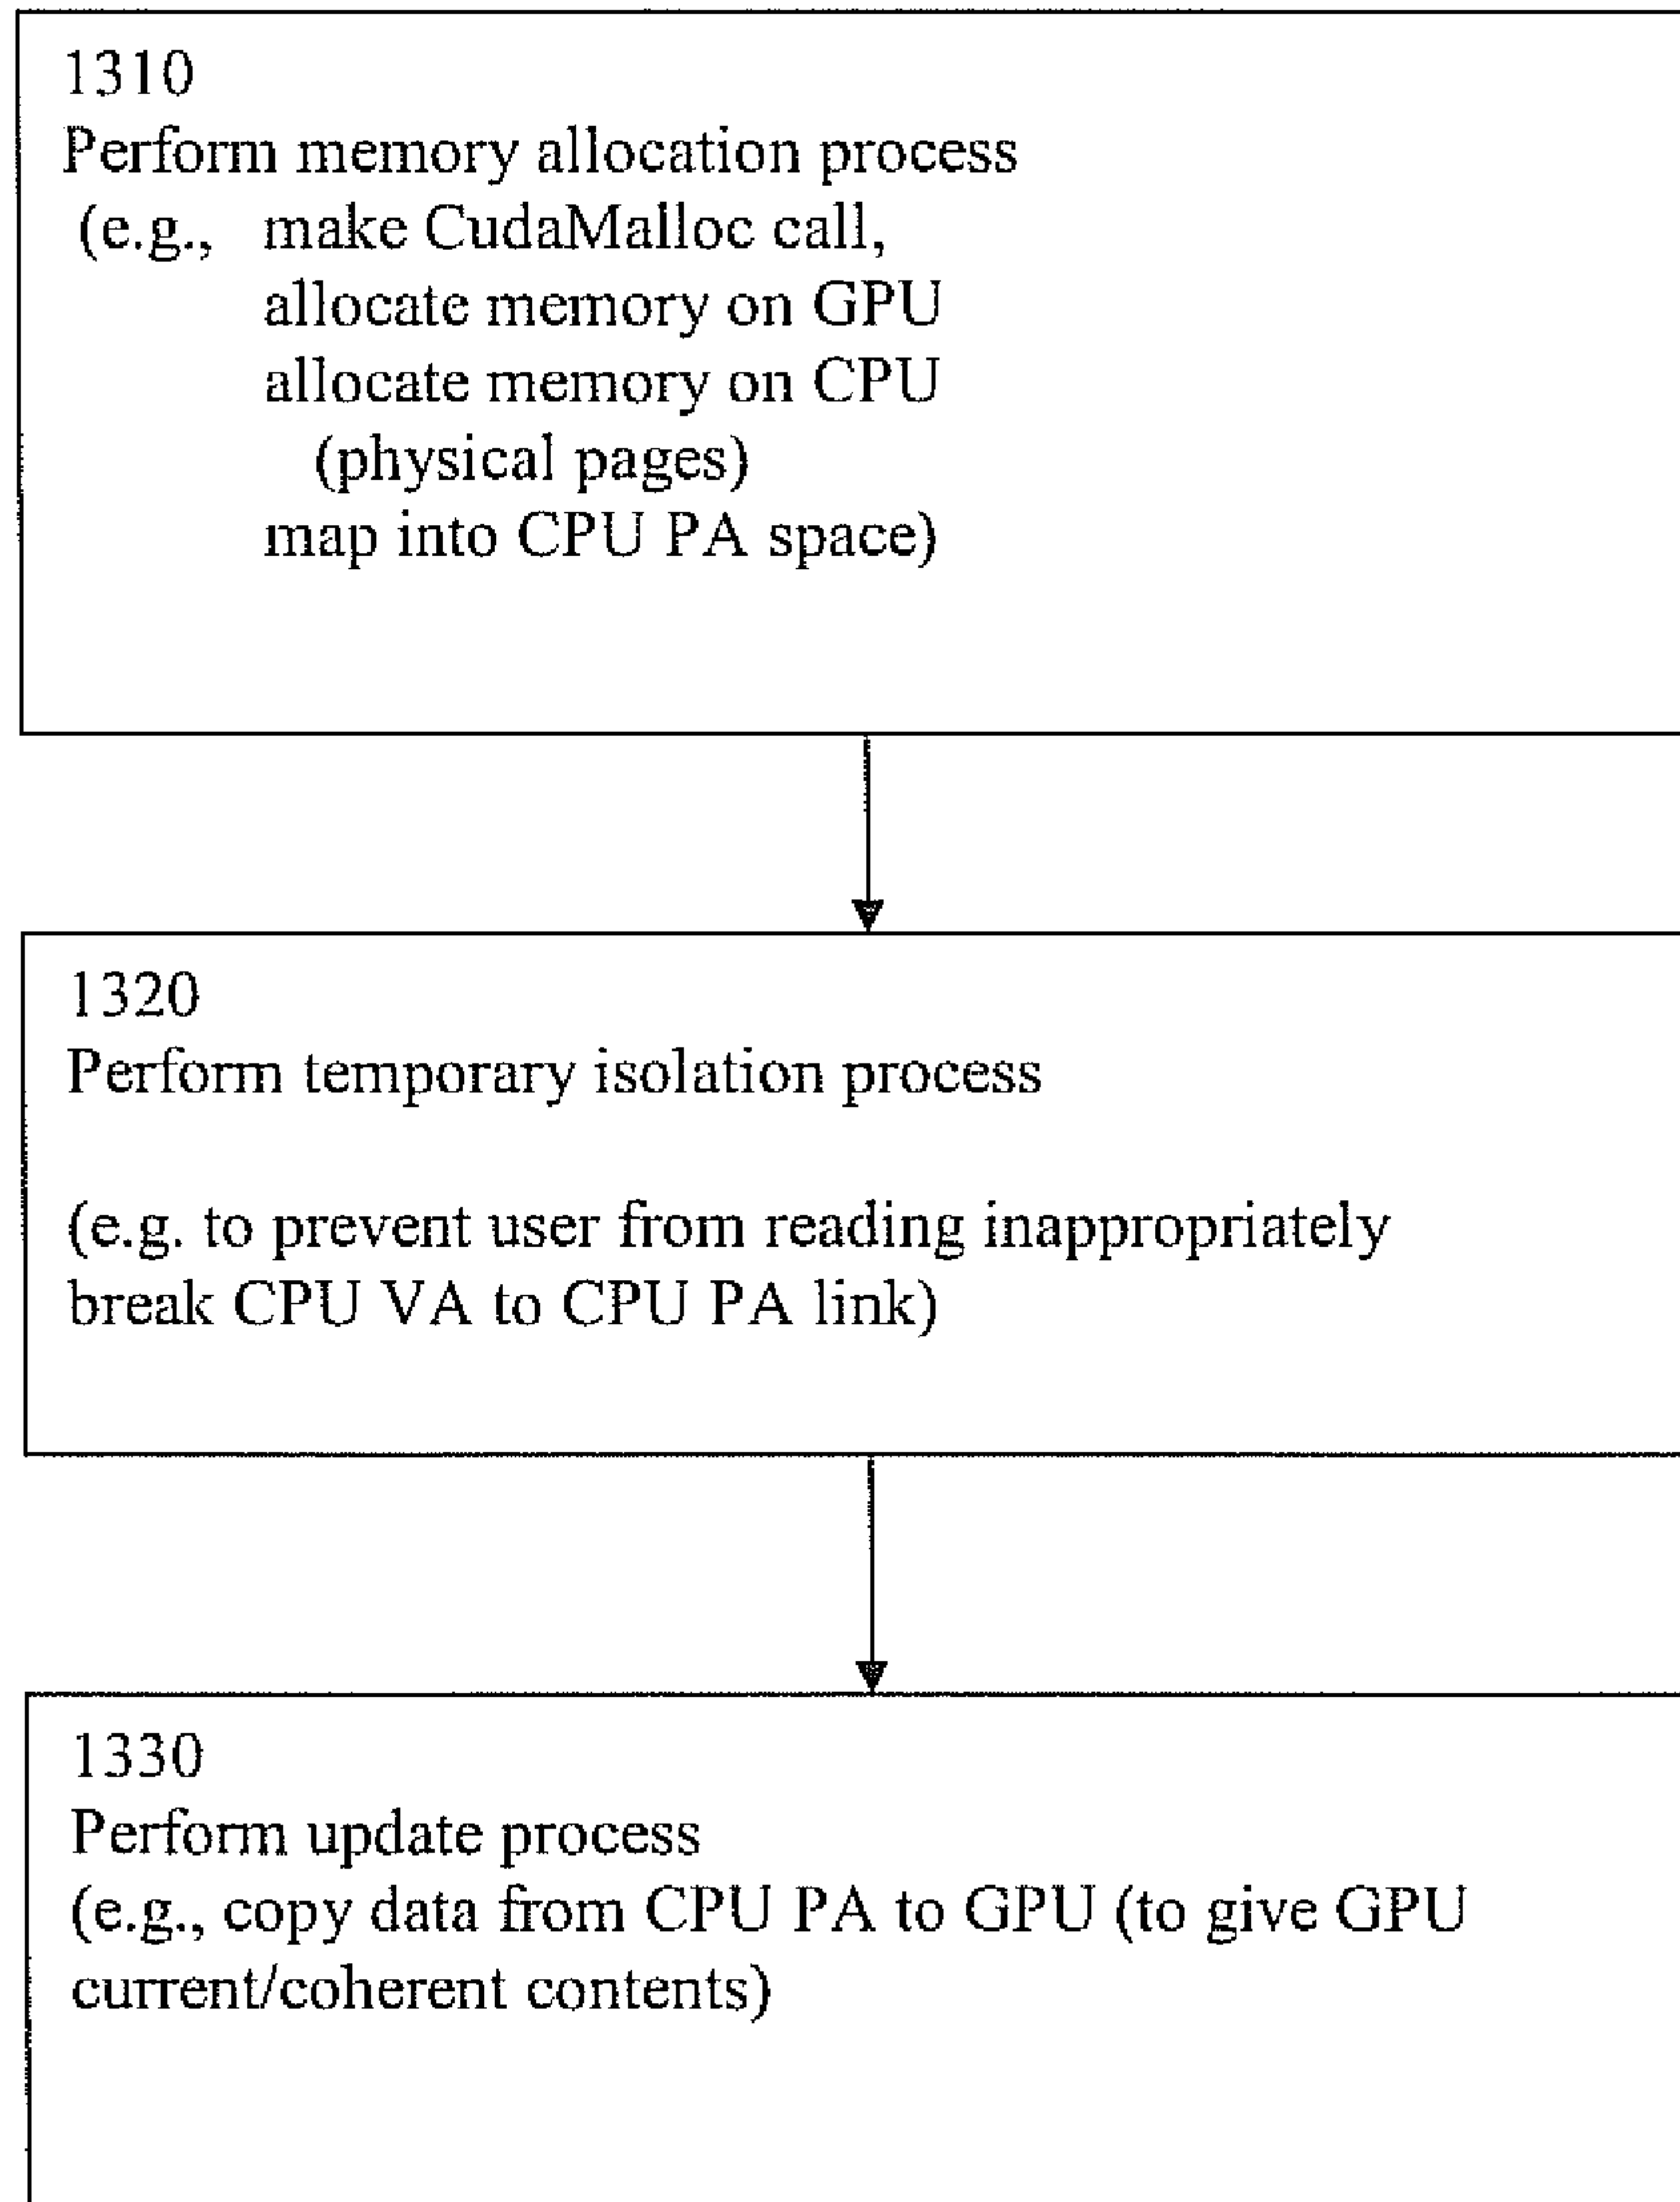 1310
Perform memory allocation process
(e.g., make CudaMalloc call,
allocate memory on GPU
allocate memory on CPU
(physical pages)
map into CPU PA space)
1320
Perform temporary isolation process
(e.g. to prevent user from reading inappropriately
break CPU VA to CPU PA link)
1330
Perform update process
(e.g., copy data from CPU PA to GPU (to give GPU
current/coherent contents)